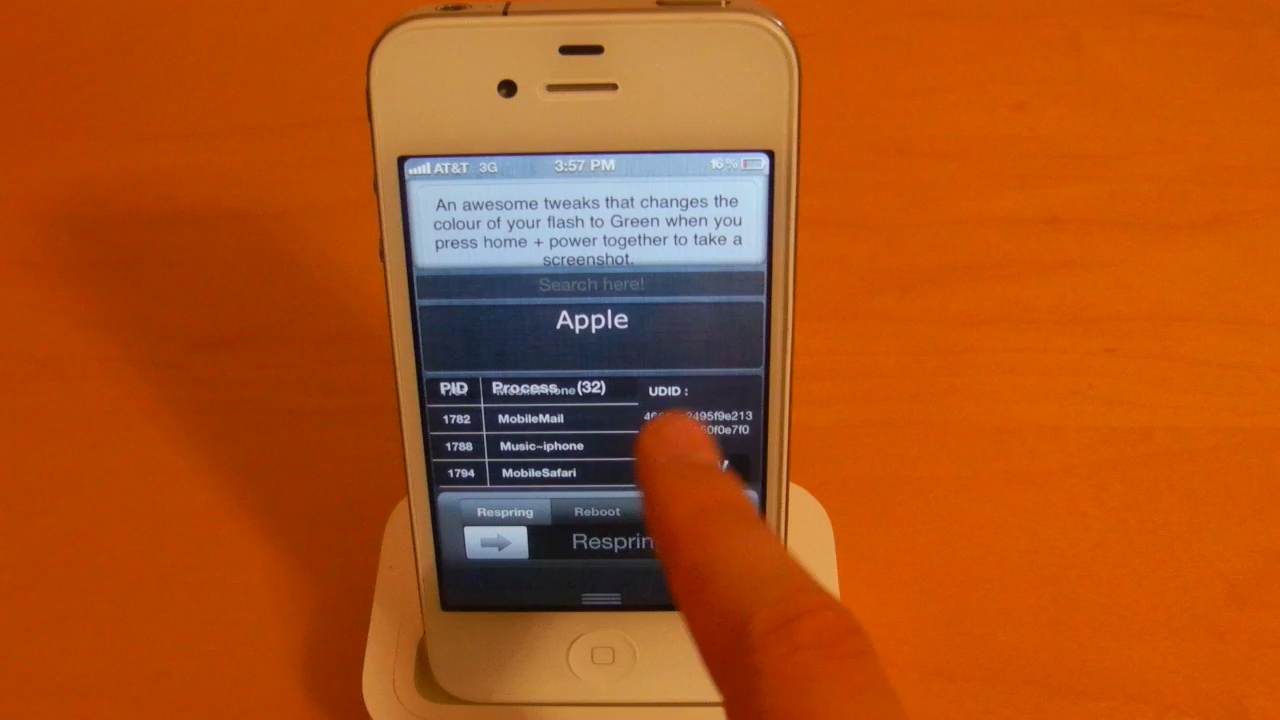 AT&T 3G 3:57 PM 16%
An awesome tweaks that changes the
colour of your flash to Green when you
press home + power together to take a
screenshot.
Search here!
Apple
PID Process (32) UDID :
1782 MobileMail
1788 Music~iphone
1794 MobileSafari
Respring Reboot
Respring